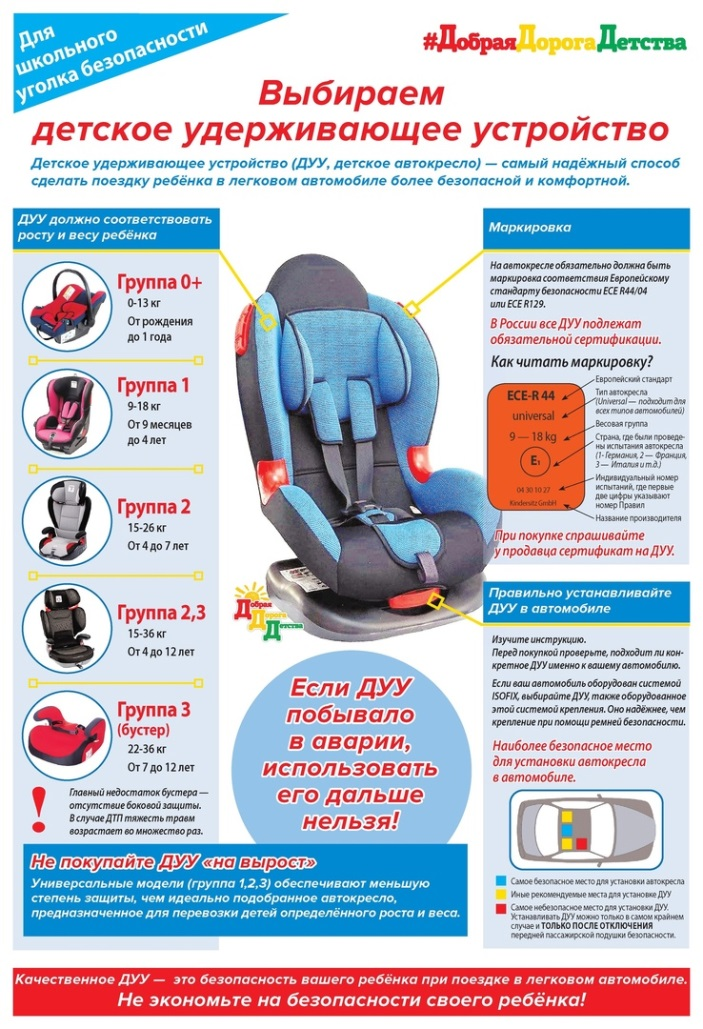 Для
школьного
уголка безопасности
#ДобраяДорогаДетства
Выбираем
детское удерживающее устройство
Детское удерживающее устройство (ДУУ, детское автокресло) — самый надёжный способ
сделать поездку ребёнка в легковом автомобиле более безопасной и комфортной.
ДУУ должно соответствовать
росту и весу ребёнка
Группа 0+
0-13 кг
От рождения
до 1 года
Группа 1
9-18 кг
От 9 месяцев
до 4 лет
Группа 2
15-26 кг
От 4 до 7 лет
Группа 2,3
15-36 кг
От 4 до 12 лет
Группа 3
(бустер)
22-36 кг
От 7 до 12 лет
Главный недостаток бустера —
отсутствие боковой защиты.
В случае ДТП тяжесть травм
возрастает во множество раз.
Добрая
Дорога
Детства
Если ДУУ
побывало
в аварии,
использовать
его дальше
нельзя!
Маркировка
На автокресле обязательно должна быть
маркировка соответствия Европейскому
стандарту безопасности ECE R44/04
или ECE R129.
В России все ДУУ подлежат
обязательной сертификации.
Как читать маркировку?
ECE-R 44
universal
9 — 18 kg
E1
04 30 10 27
Kindersitz GmbH
Европейский стандарт
Тип автокресла
(Universal — подходит для
всех типов автомобилей)
Весовая группа
Страна, где были проведе-
ны испытания автокресла
(1- Германия, 2 — Франция,
3 — Италия и т.д.)
Индивидуальный номер
испытаний, где первые
две цифры указывают
номер Правил
Название производителя
При покупке спрашивайте
у продавца сертификат на ДУУ.
Правильно устанавливайте
ДУУ в автомобиле
Изучите инструкцию.
Перед покупкой проверьте, подходит ли кон-
кретное ДУУ именно к вашему автомобилю.
Если ваш автомобиль оборудован системой
ISOFIX, выбирайте ДУУ, также оборудованное
этой системой крепления. Оно надёжнее, чем
крепление при помощи ремней безопасности.
Наиболее безопасное место
для установки автокресла
в автомобиле.
Самое безопасное место для установки автокресла
Иные рекомендуемые места для установки ДУУ
Самое небезопасное место для установки ДУУ.
Устанавливать ДУУ можно только в самом крайнем
случае и ТОЛЬКО ПОСЛЕ ОТКЛЮЧЕНИЯ
передней пассажирской подушки безопасности.
Не покупайте ДУУ «на вырост»
Универсальные модели (группа 1,2,3) обеспечивают меньшую
степень защиты, чем идеально подобранное автокресло,
предназначенное для перевозки детей определённого роста и веса.
Качественное ДУУ — это безопасность вашего ребёнка при поездке в легковом автомобиле.
Не экономьте на безопасности своего ребёнка!